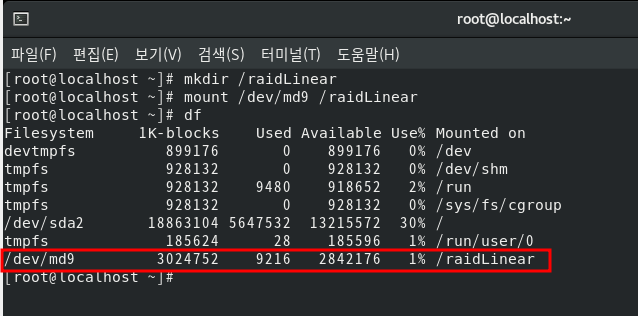 root@localhost:~
파일(F) 편집(E) 보기(V) 검색(S) 터미널(T) 도움말(H)
[root@localhost ~]# mkdir /raidLinear
[root@localhost ~]# mount /dev/md9 /raidLinear
[root@localhost ~]# df
Filesystem 1K-blocks Used Available Use% Mounted on
devtmpfs 899176 0 899176 0% /dev
tmpfs 928132 0 928132 0% /dev/shm
tmpfs 928132 9480 918652 2% /run
tmpfs 928132 0 928132 0% /sys/fs/cgroup
/dev/sda2 18863104 5647532 13215572 30% /
tmpfs 185624 28 185596 1% /run/user/0
/dev/md9 3024752 9216 2842176 1% /raidLinear
[root@localhost ~]#